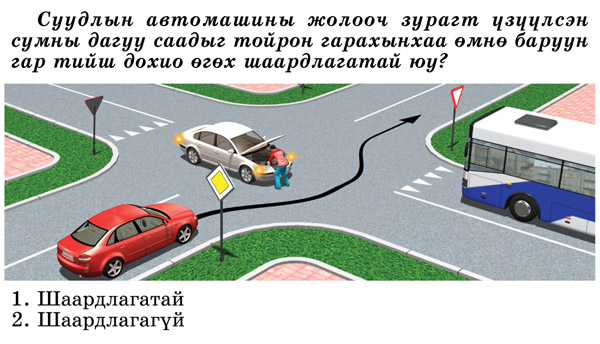 Суудлын автомашины жолооч зурагт үзүүлсэн
сумны дагуу саадыг тойрон гарахынхаа өмнө баруун
гар тийш дохио өгөх шаардлагатай юу?
1. Шаардлагатай
2. Шаардлагагүй